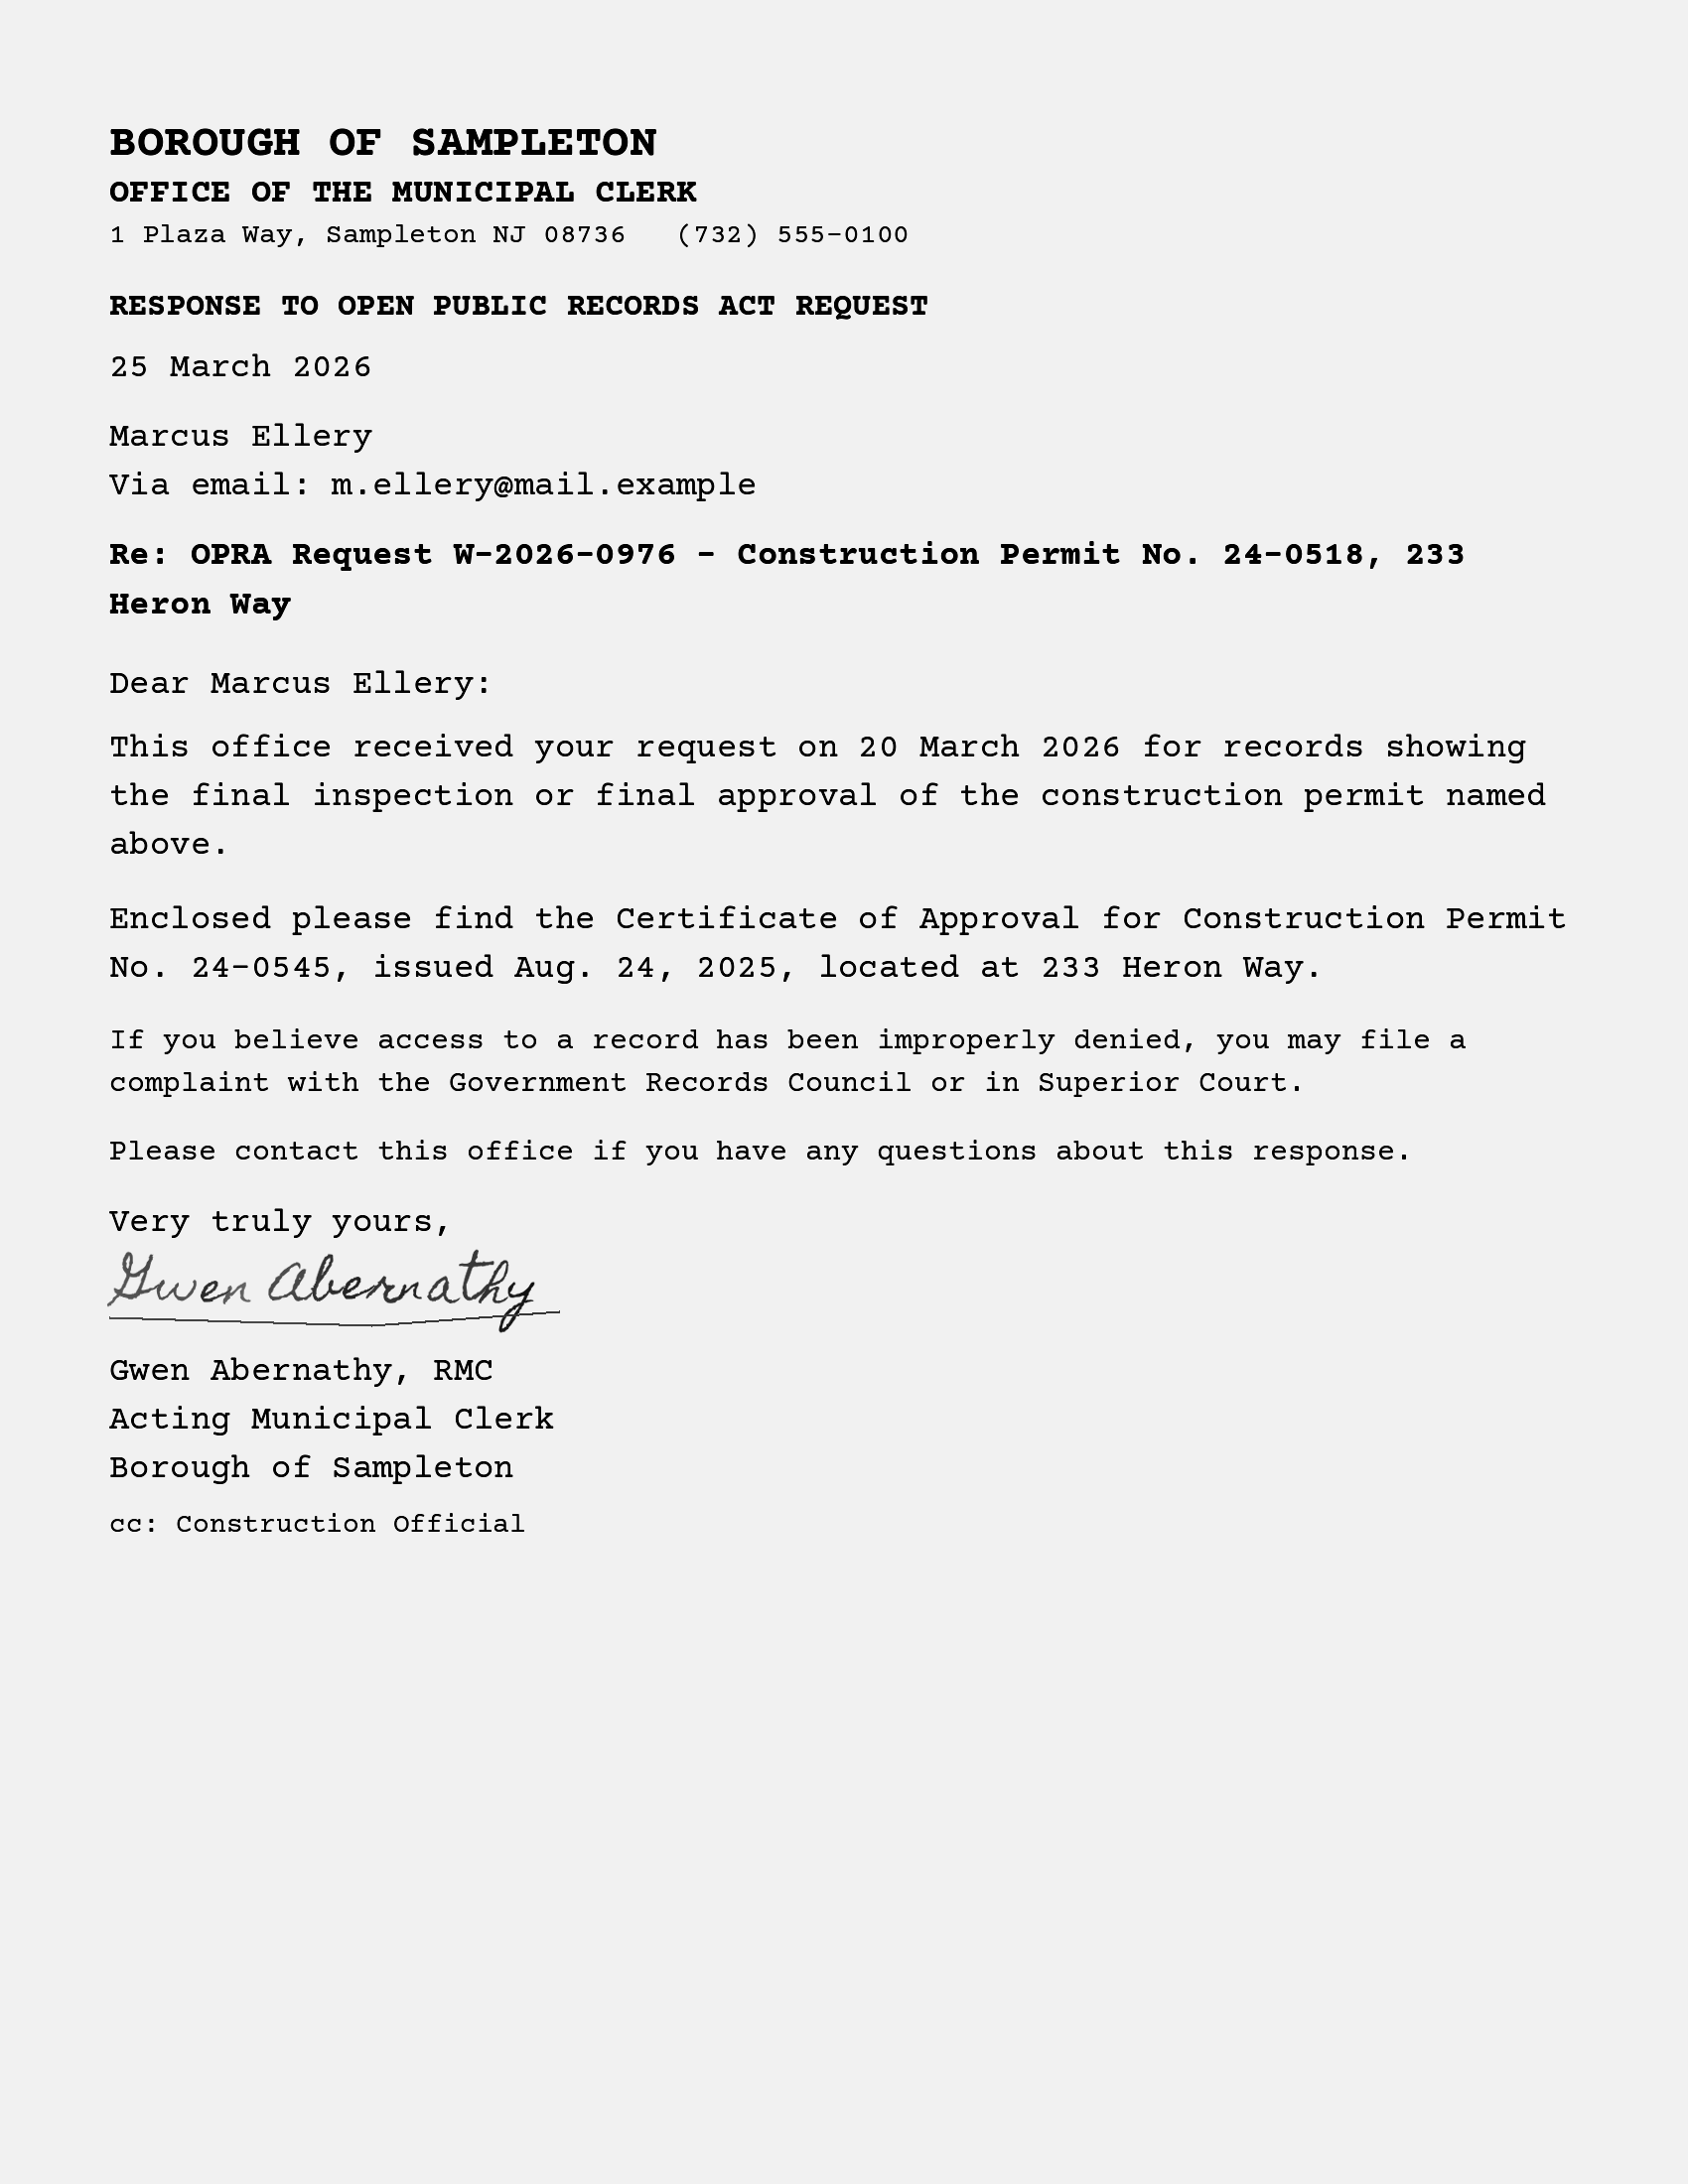 BOROUGH OF SAMPLETON
OFFICE OF THE MUNICIPAL CLERK
1 Plaza Way, Sampleton NJ 08736   (732) 555-0100
RESPONSE TO OPEN PUBLIC RECORDS ACT REQUEST
25 March 2026
Marcus Ellery
Via email: m.ellery@mail.example
Re: OPRA Request W-2026-0976 - Construction Permit No. 24-0518, 233
Heron Way
Dear Marcus Ellery:
This office received your request on 20 March 2026 for records showing
the final inspection or final approval of the construction permit named
above.
Enclosed please find the Certificate of Approval for Construction Permit
No. 24-0545, issued Aug. 24, 2025, located at 233 Heron Way.
If you believe access to a record has been improperly denied, you may file a
complaint with the Government Records Council or in Superior Court.
Please contact this office if you have any questions about this response.
Very truly yours,
Gwen Abernathy
Gwen Abernathy, RMC
Acting Municipal Clerk
Borough of Sampleton
cc: Construction Official